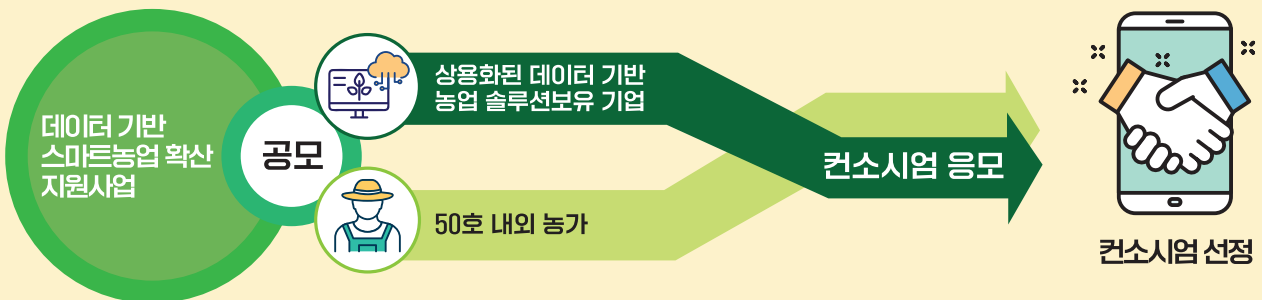 데이터 기반
스마트농업 확산
지원사업
공모
상용화된 데이터 기반
농업 솔루션보유 기업
50호 내외 농가
컨소시엄 응모
컨소시엄 선정